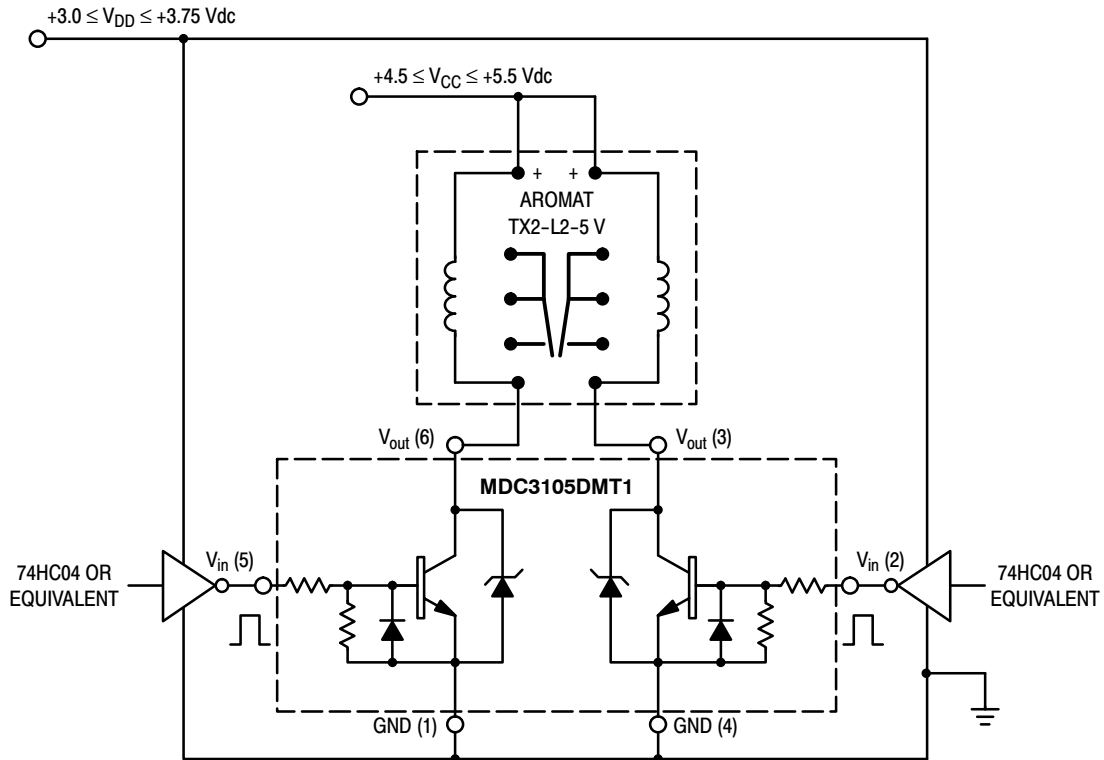 +3.0 ≤ VDD ≤ +3.75 Vdc
+4.5 ≤ VCC ≤ +5.5 Vdc
+ +
AROMAT
TX2-L2-5 V
Vout (6)
Vout (3)
MDC3105DMT1
74HC04 OR
EQUIVALENT
Vin (5)
Vin (2)
74HC04 OR
EQUIVALENT
GND (1)
GND (4)